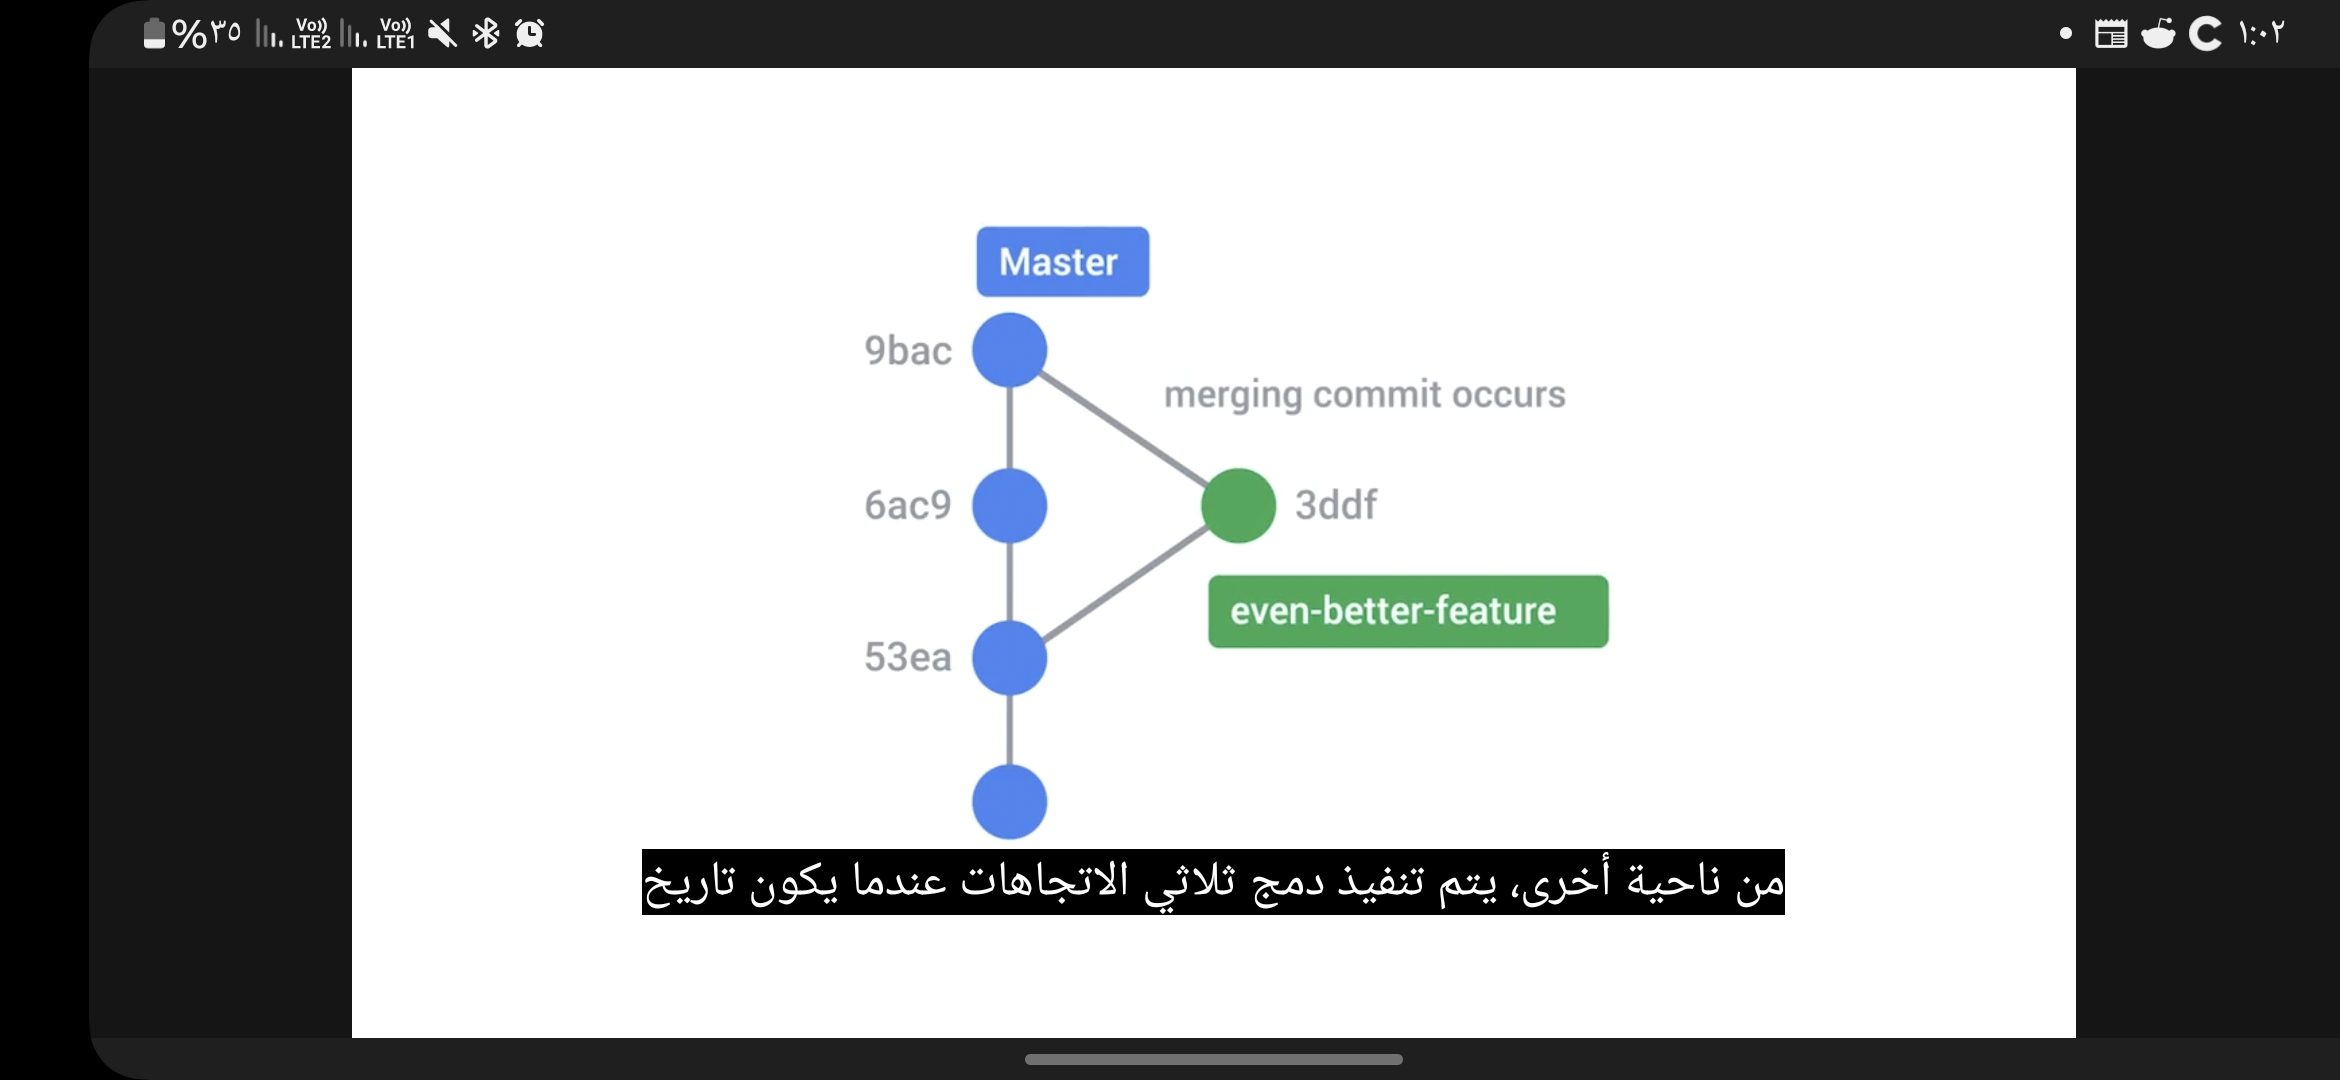 %٣٥ Vo)) LTE2 Vo)) LTE1 ١:٠٢
Master
9bac
merging commit occurs
6ac9
3ddf
even-better-feature
53ea
من ناحية أخرى، يتم تنفيذ دمج ثلاثي الاتجاهات عندما يكون تاريخ